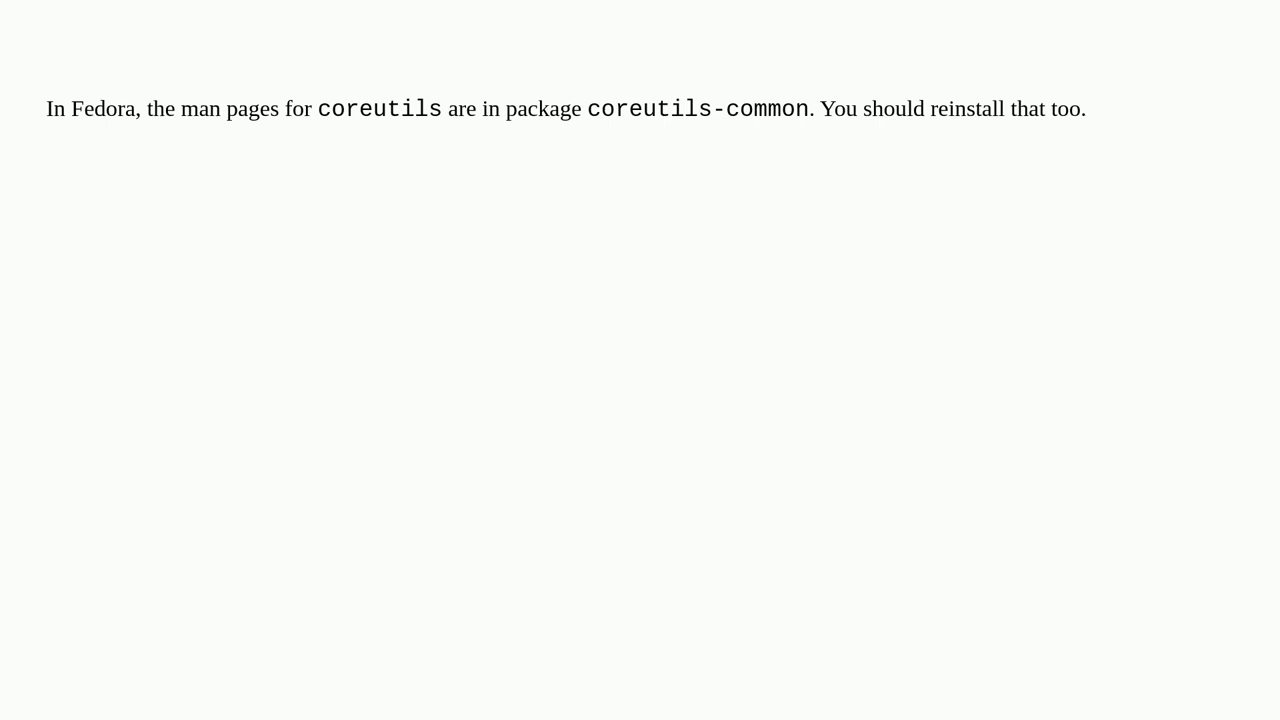 In Fedora, the man pages for coreutils are in package coreutils-common. You should reinstall that too.